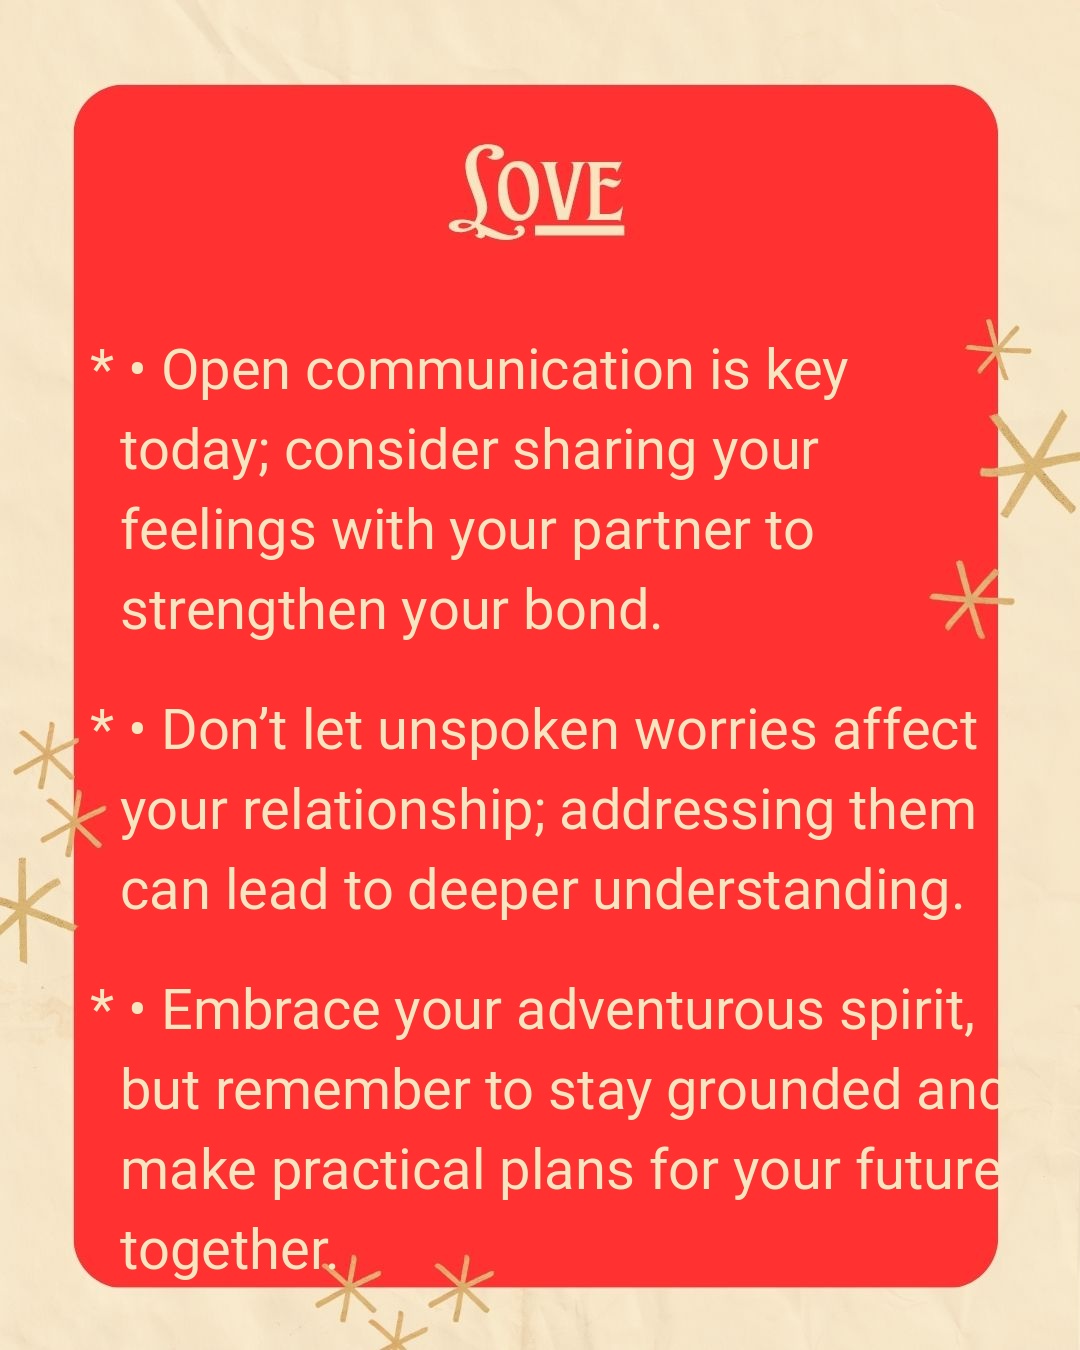 Love
* • Open communication is key
today; consider sharing your
feelings with your partner to
strengthen your bond.
* • Don’t let unspoken worries affect
your relationship; addressing them
can lead to deeper understanding.
* • Embrace your adventurous spirit,
but remember to stay grounded and
make practical plans for your future
together.